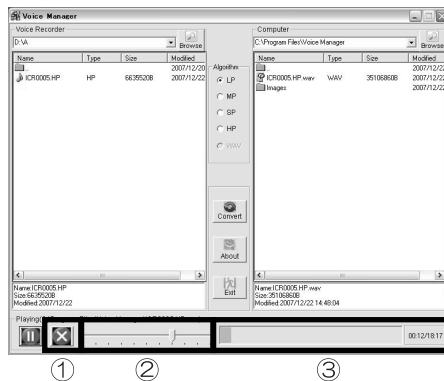 Voice Manager
Voice Recorder
D:\A
Browse
Name Type Size Modified
.. 2007/12/20
ICR0005.HP HP 6635520B 2007/12/22
Name:ICR0005.HP
Size:6635520B
Modified:2007/12/22
Algorithm
LP
MP
SP
HP
WAV
Convert
About
Exit
Computer
C:\Program Files\Voice Manager
Browse
Name Type Size Modified
.. 2007/12/22
ICR0005.HP.wav WAV 35106860B 2007/12/22
Images 2007/12/22
Name:ICR0005.HP.wav
Size:35106860B
Modified:2007/12/22 14:48:04
00:12/18:17
① ② ③